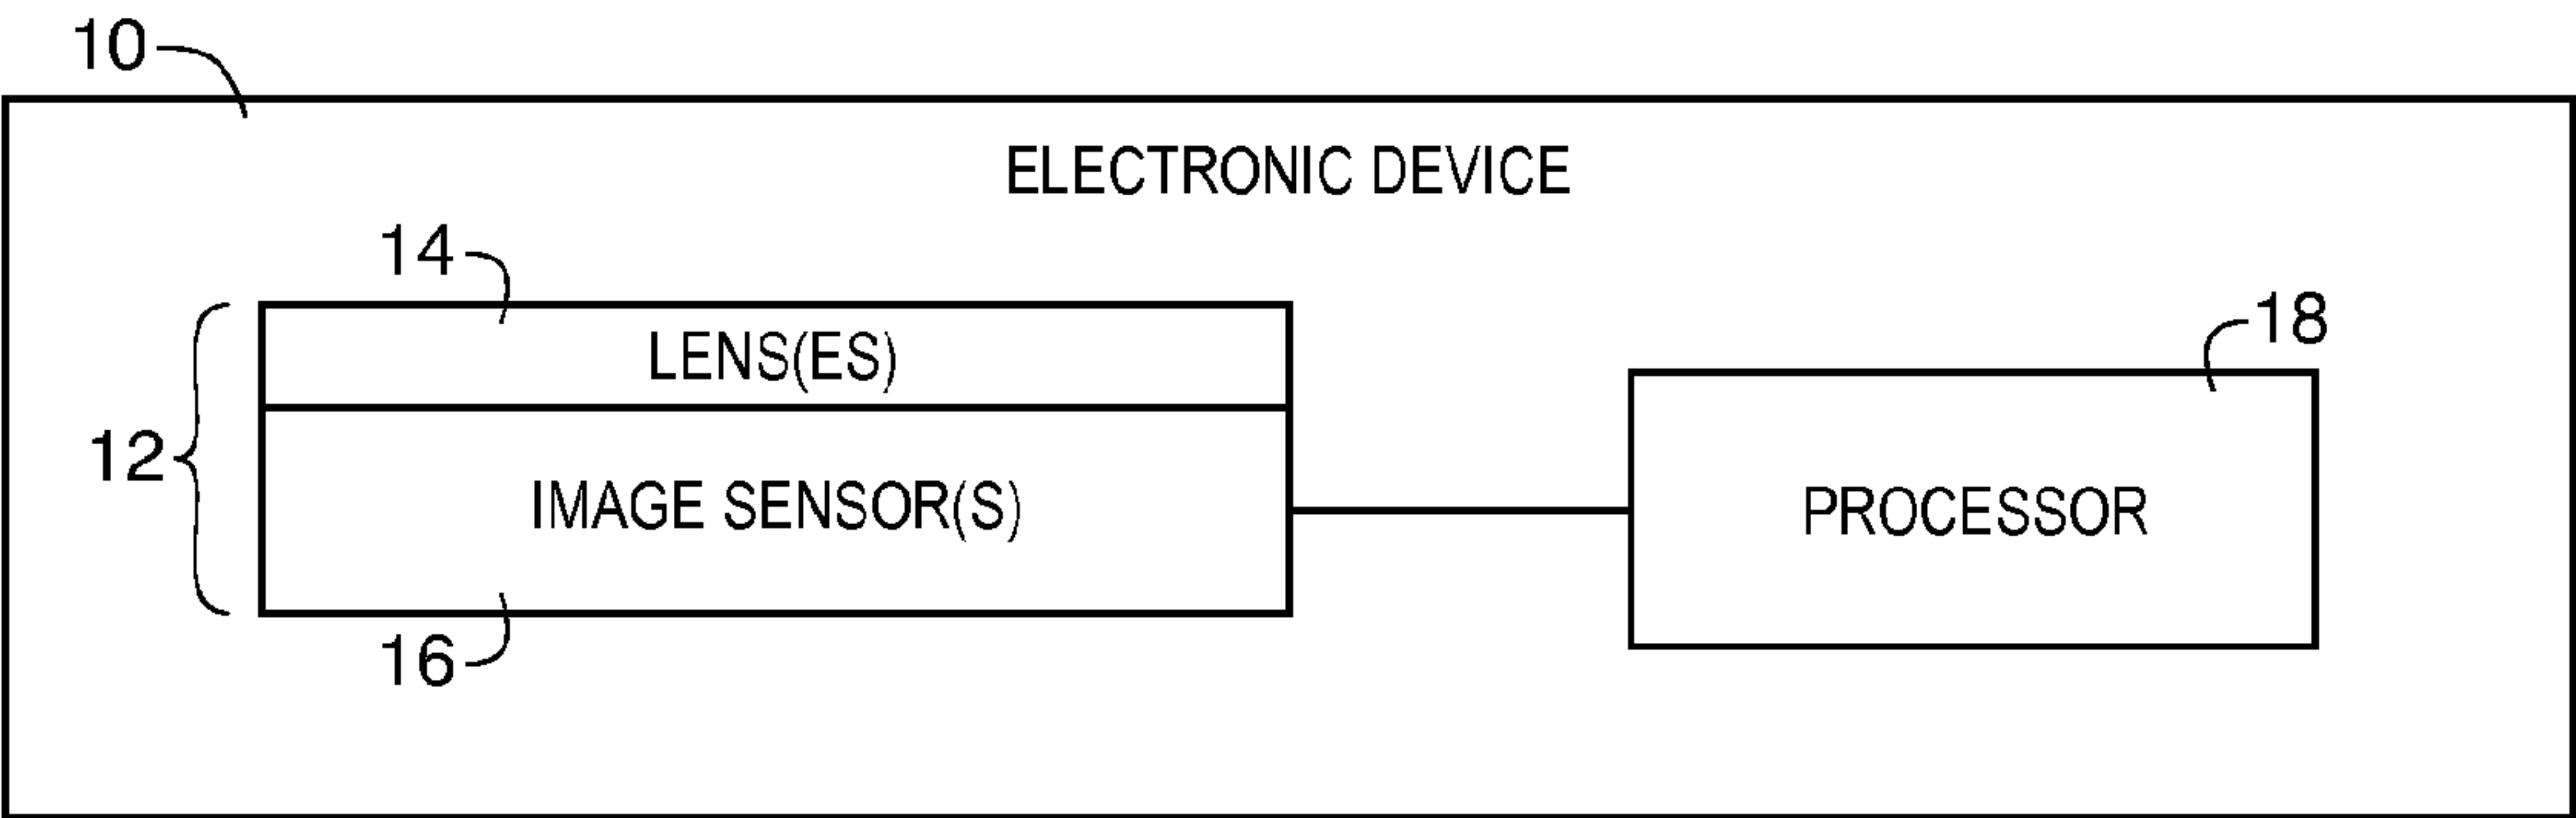 10
ELECTRONIC DEVICE
14
LENS(ES)
18
12
IMAGE SENSOR(S)
PROCESSOR
16